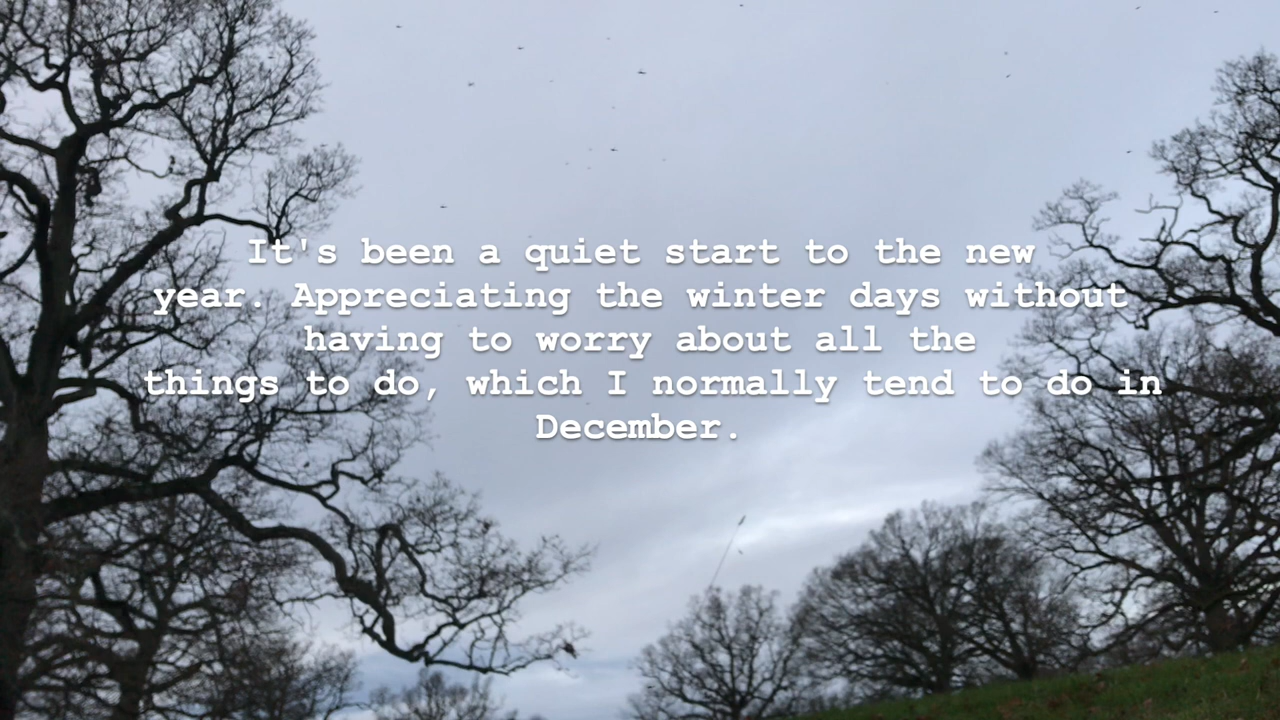 It's been a quiet start to the new
year. Appreciating the winter days without
having to worry about all the
things to do, which I normally tend to do in
December.